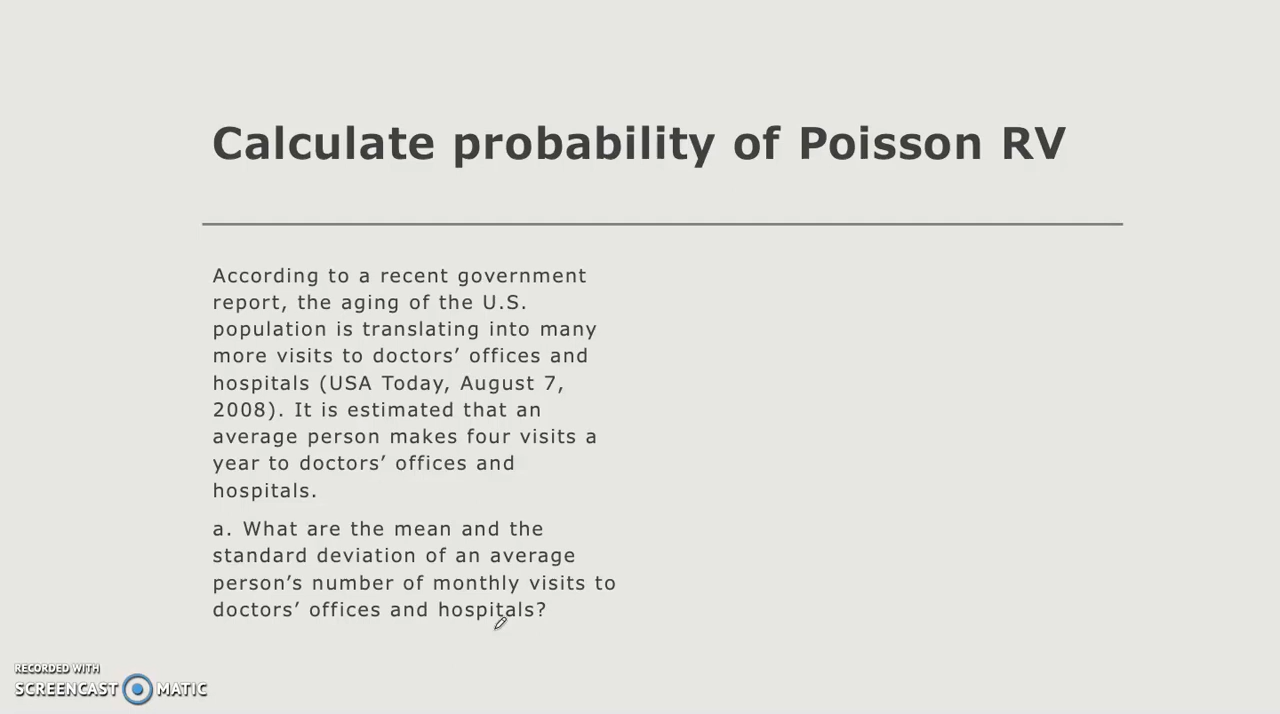 Calculate probability of Poisson RV
According to a recent government
report, the aging of the U.S.
population is translating into many
more visits to doctors’ offices and
hospitals (USA Today, August 7,
2008). It is estimated that an
average person makes four visits a
year to doctors’ offices and
hospitals.
a. What are the mean and the
standard deviation of an average
person’s number of monthly visits to
doctors’ offices and hospitals?
RECORDED WITH
SCREENCAST MATIC